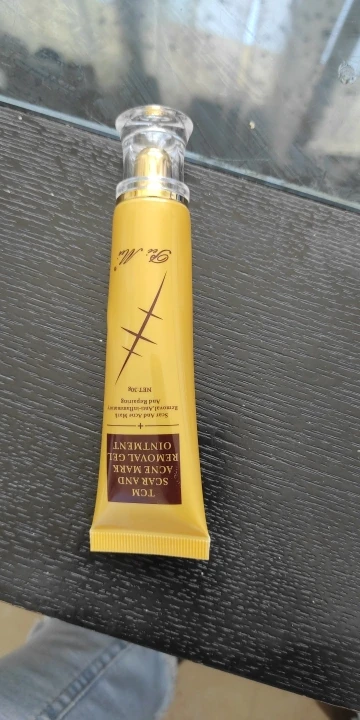 TCM
SCAR AND
ACNE MARK
REMOVAL GEL
OINTMENT
Scar And Acne Mark
Removal,Anti-inflammatory
And Repairing
NET:30g